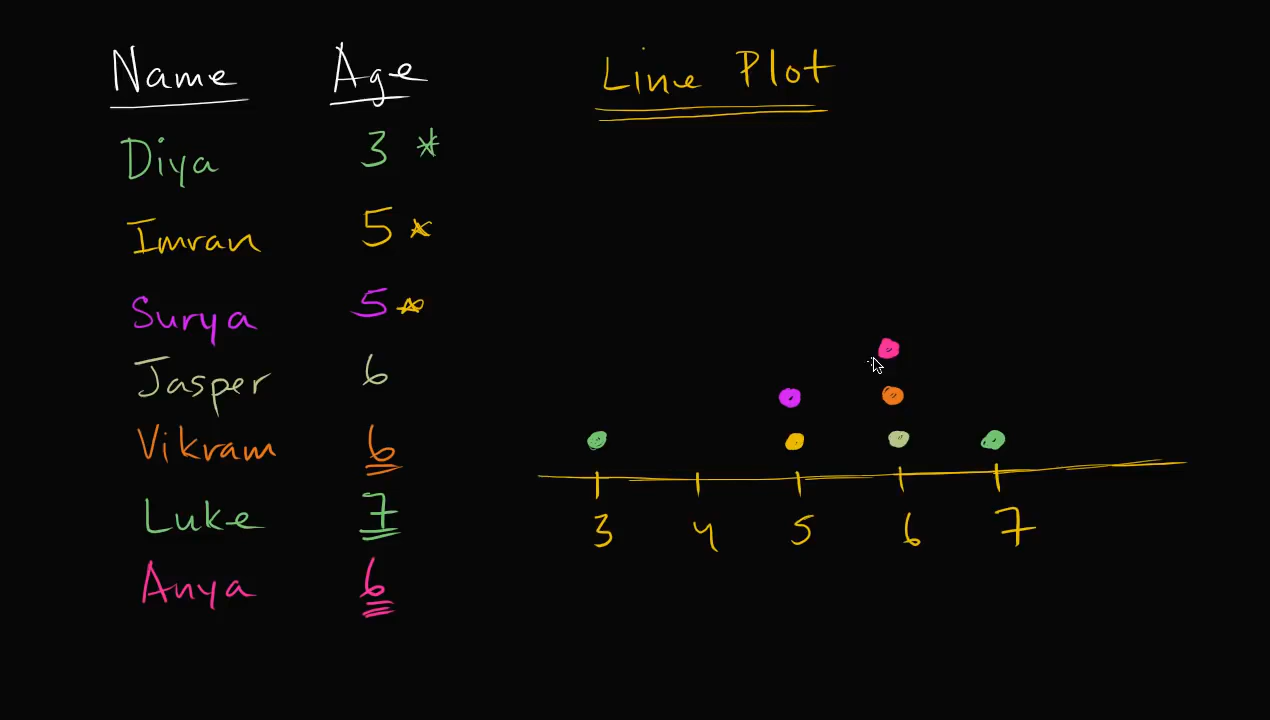 Name Age Line Plot
Diya 3 *
Imran 5 *
Surya 5 *
Jasper 6
Vikram 6
Luke 7
Anya 6
3 4 5 6 7